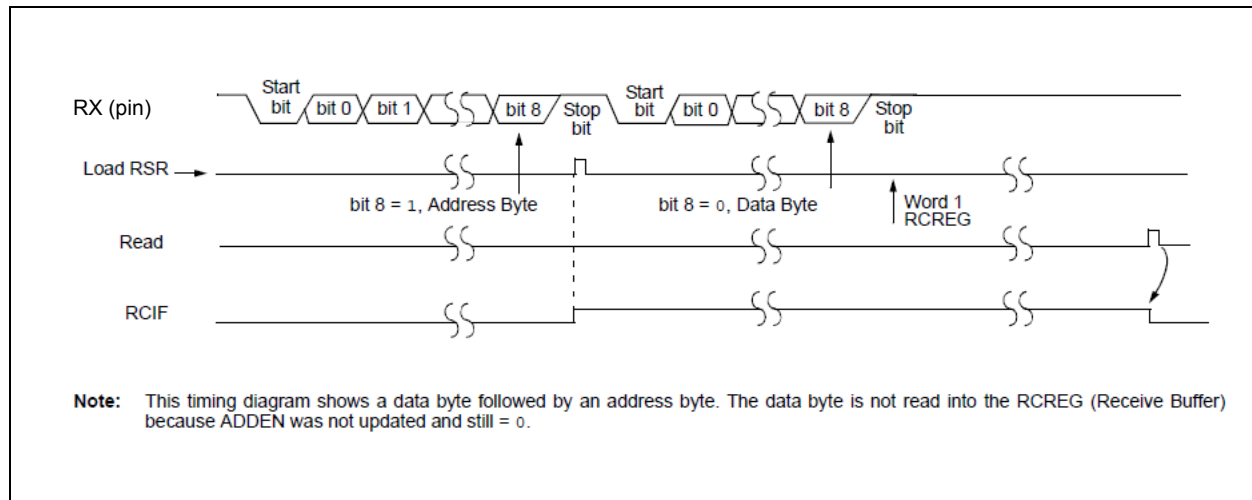 RX (pin)
Start
bit
bit 0
bit 1
bit 8
Stop
bit
Start
bit
bit 0
bit 8
Stop
bit
Load RSR
bit 8 = 1, Address Byte
bit 8 = 0, Data Byte
Word 1
RCREG
Read
RCIF
Note: This timing diagram shows a data byte followed by an address byte. The data byte is not read into the RCREG (Receive Buffer)
because ADDEN was not updated and still = 0.